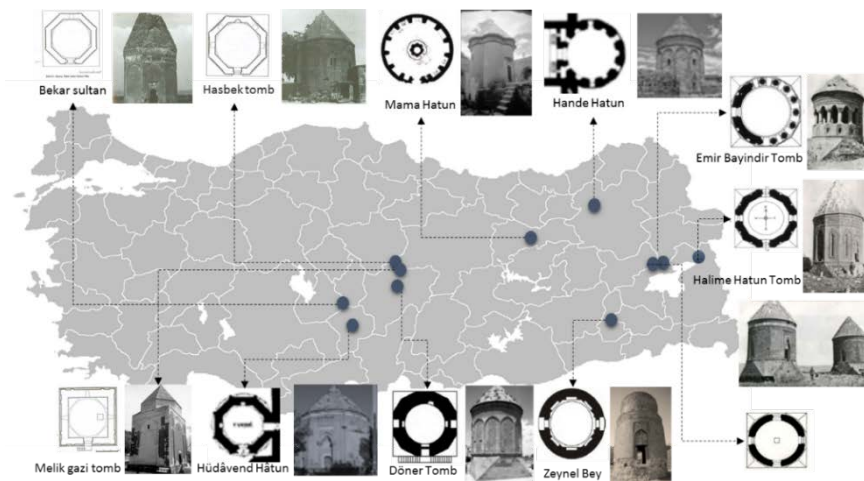 Bekar sultan
Hasbek tomb
Mama Hatun
Hande Hatun
Emir Bayindir Tomb
Halime Hatun Tomb
Melik gazi tomb
Hüdâvend Hâtun
Döner Tomb
Zeynel Bey